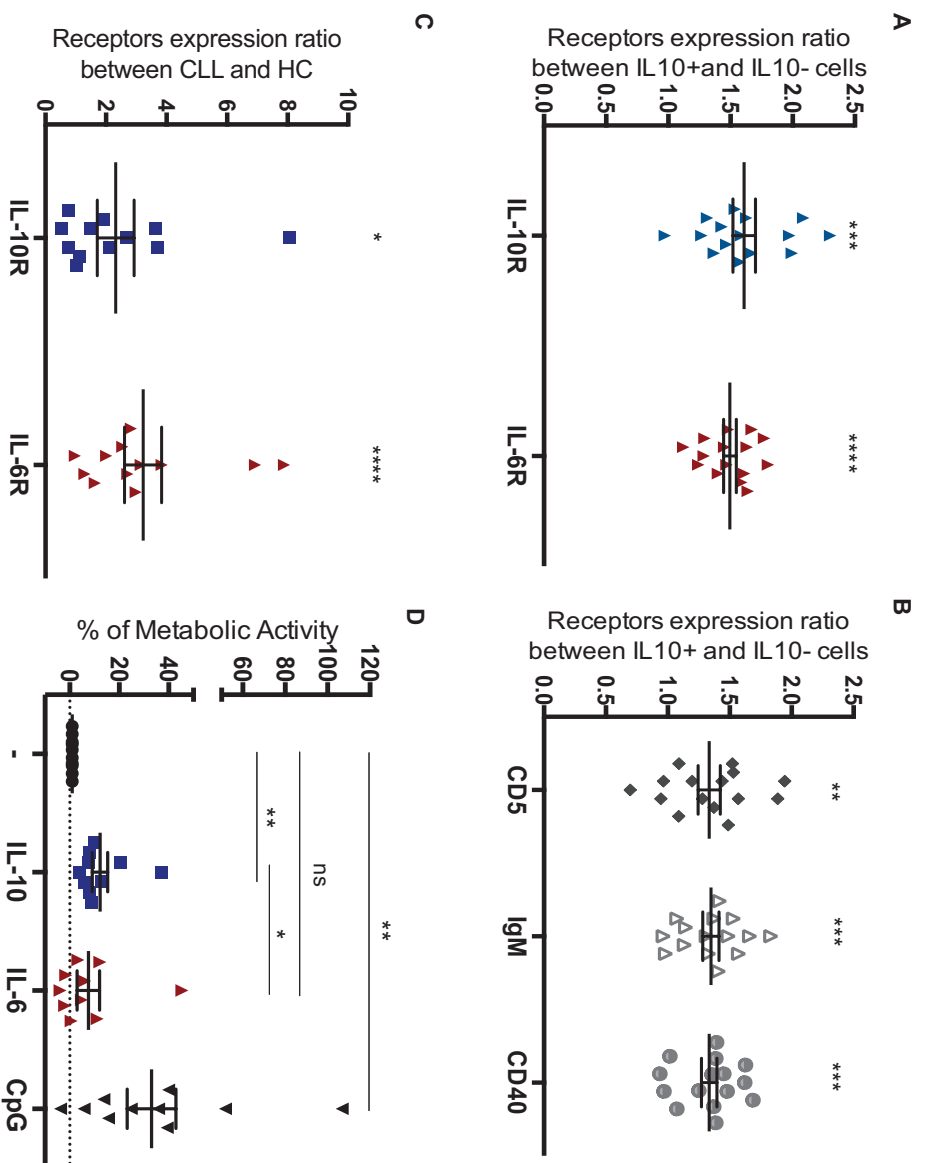 A
Receptors expression ratio
between IL10+and IL10- cells
2.5
2.0
1.5
1.0
0.5
0.0
***
****
IL-10R
IL-6R
B
Receptors expression ratio
between IL10+ and IL10- cells
2.5
2.0
1.5
1.0
0.5
0.0
**
***
***
CD5
IgM
CD40
C
Receptors expression ratio
between CLL and HC
10
8
6
4
2
0
*
****
IL-10R
IL-6R
D
% of Metabolic Activity
120
100
80
60
40
20
0
**
ns
*
**
-
IL-10
IL-6
CpG